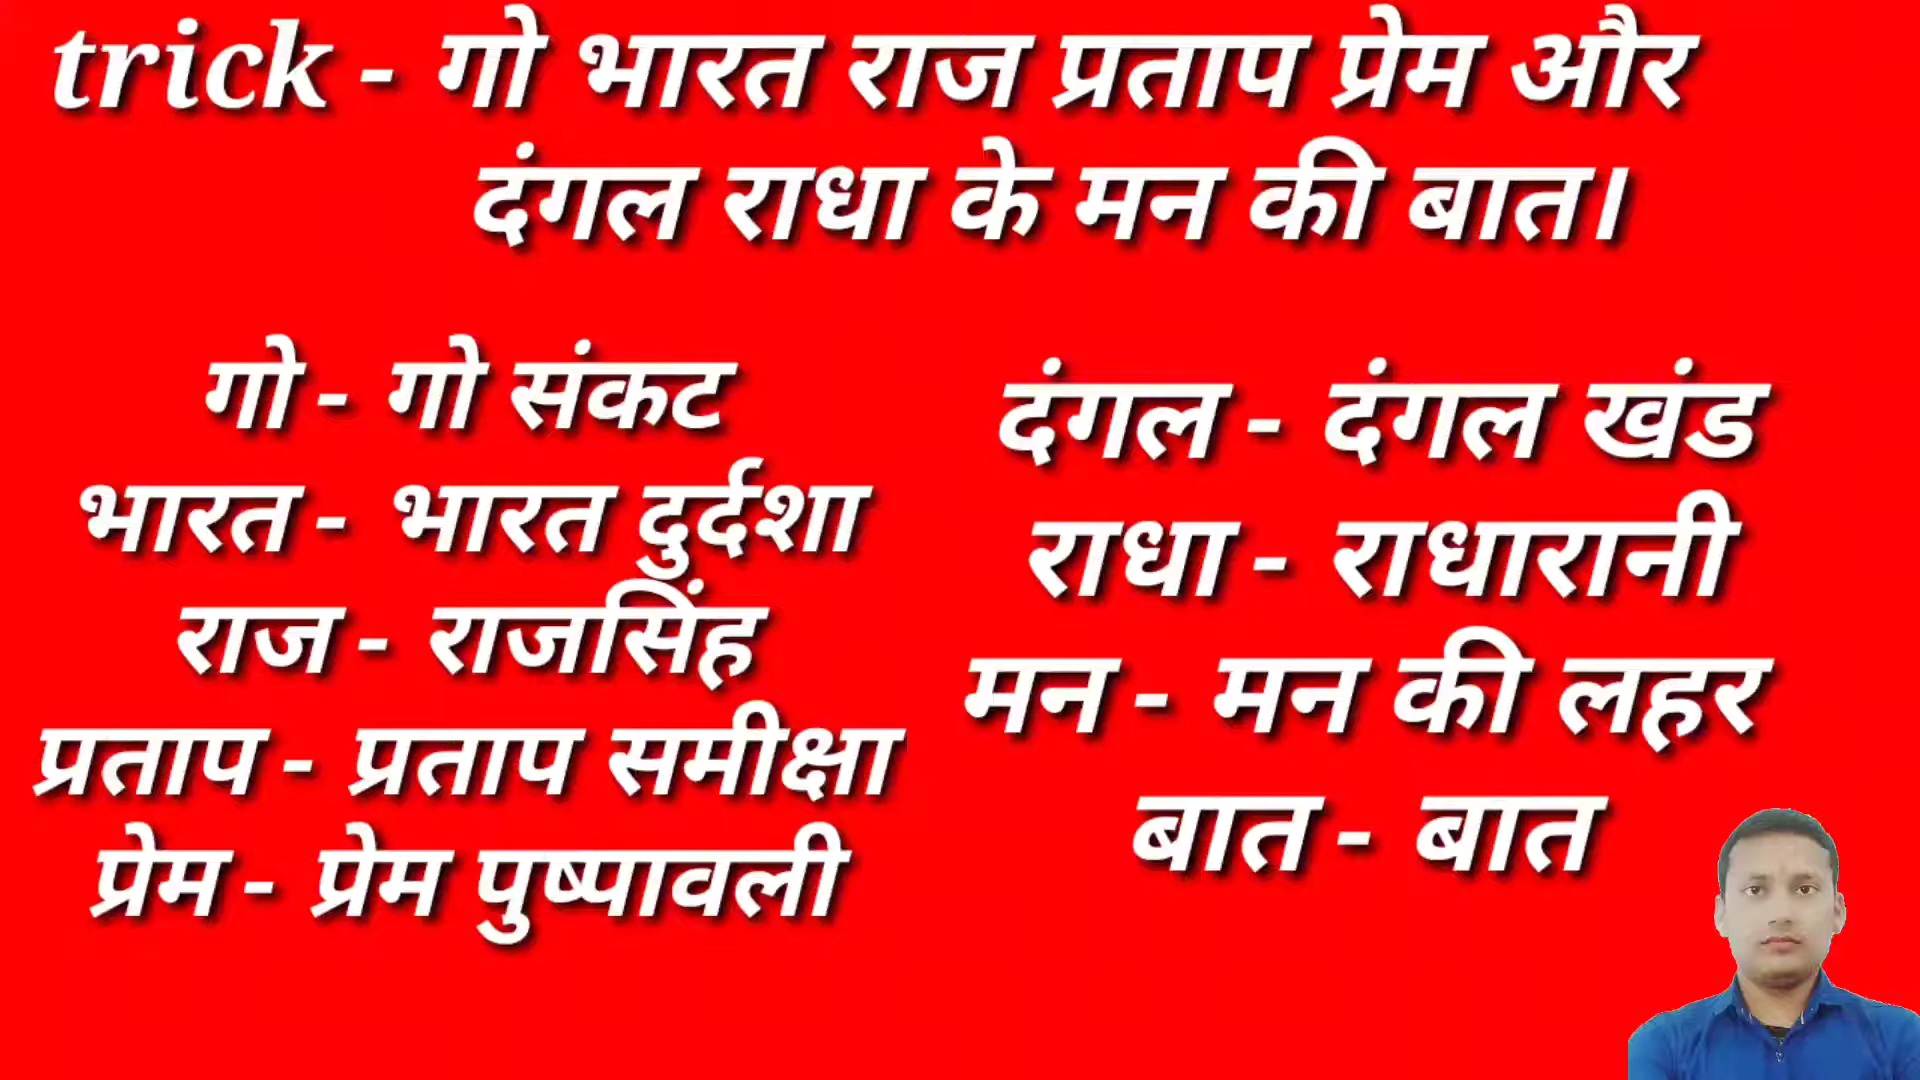 trick - गो भारत राज प्रताप प्रेम और
दंगल राधा के मन की बात।
गो - गो संकट
भारत - भारत दुर्दशा
राज - राजसिंह
प्रताप - प्रताप समीक्षा
प्रेम - प्रेम पुष्पावली
दंगल - दंगल खंड
राधा - राधारानी
मन - मन की लहर
बात - बात